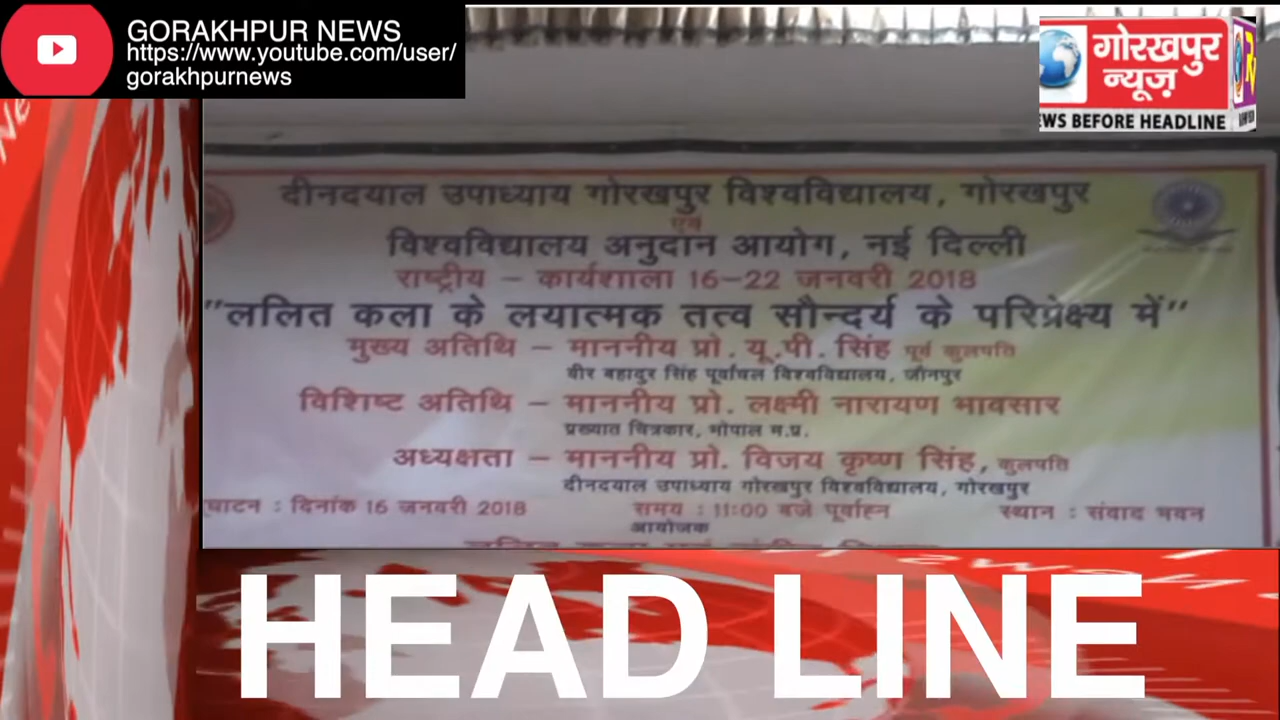 GORAKHPUR NEWS
https://www.youtube.com/user/
gorakhpurnews
गोरखपुर
न्यूज़
EWS BEFORE HEADLINE
दीनदयाल उपाध्याय गोरखपुर विश्वविद्यालय, गोरखपुर
एवं
विश्वविद्यालय अनुदान आयोग, नई दिल्ली
राष्ट्रीय – कार्यशाला 16–22 जनवरी 2018
"ललित कला के लयात्मक तत्व सौन्दर्य के परिप्रेक्ष्य में"
मुख्य अतिथि – माननीय प्रो. यू.पी. सिंह पूर्व कुलपति
वीर बहादुर सिंह पूर्वांचल विश्वविद्यालय, जौनपुर
विशिष्ट अतिथि – माननीय प्रो. लक्ष्मी नारायण भावसार
प्रख्यात चित्रकार, भोपाल म.प्र.
अध्यक्षता – माननीय प्रो. विजय कृष्ण सिंह, कुलपति
दीनदयाल उपाध्याय गोरखपुर विश्वविद्यालय, गोरखपुर
घाटन : दिनांक 16 जनवरी 2018 समय : 11:00 बजे पूर्वाह्न स्थान : संवाद भवन
आयोजक
HEAD LINE